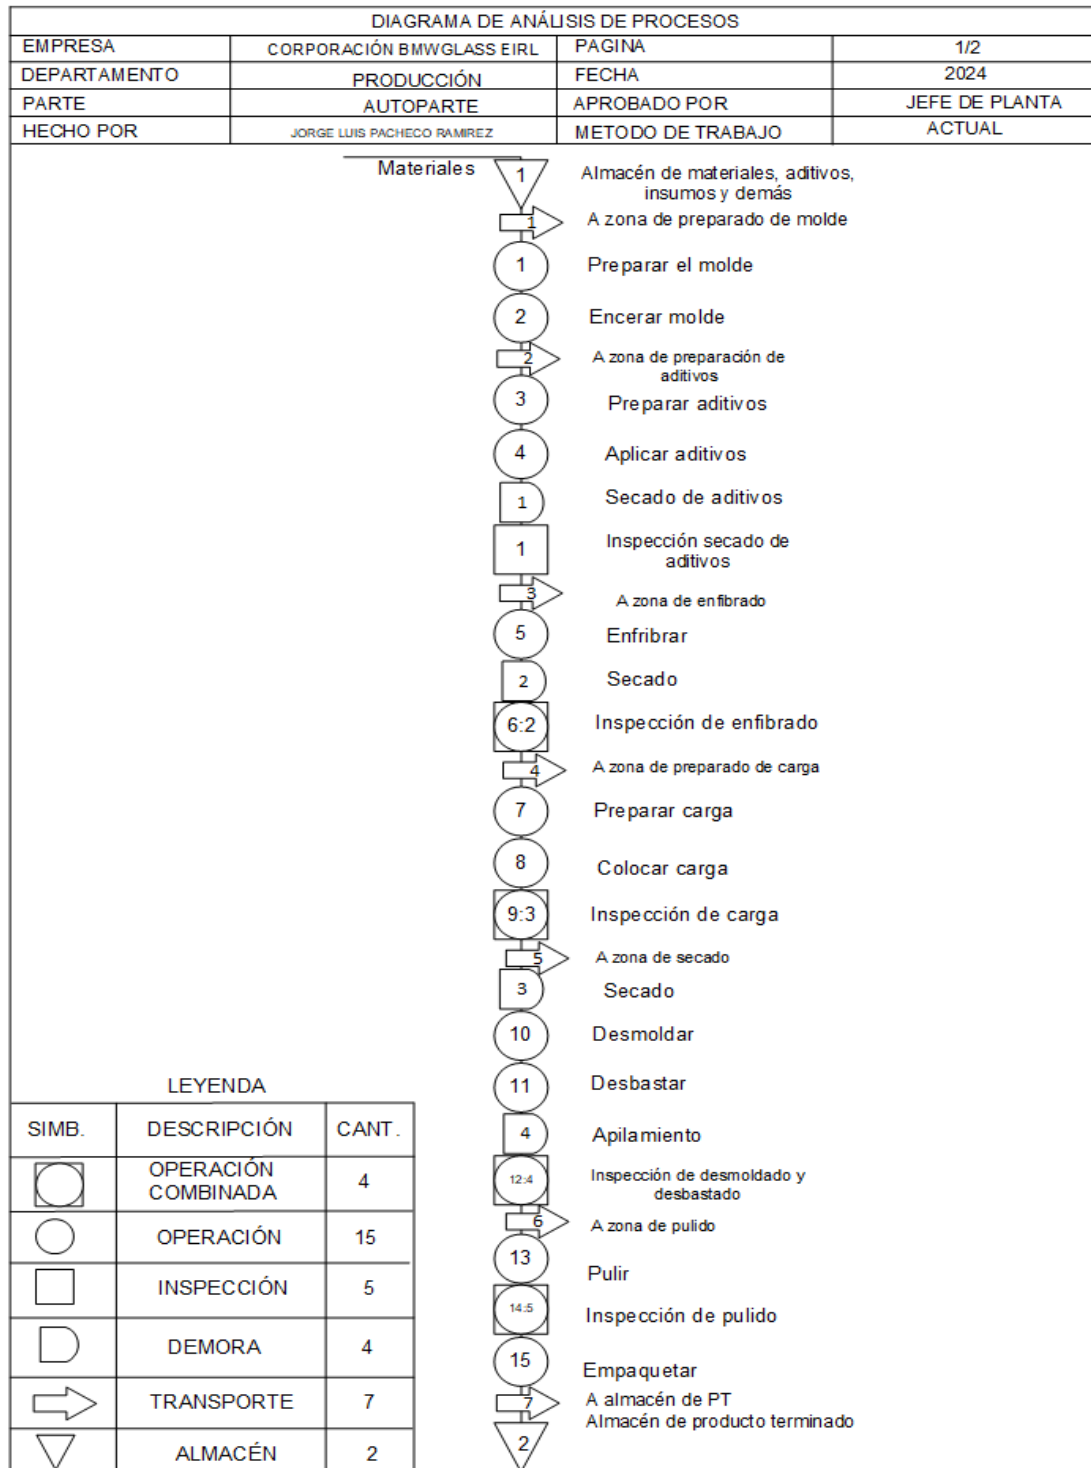 DIAGRAMA DE ANÁLISIS DE PROCESOS
EMPRESA CORPORACIÓN BMWGLASS EIRL PAGINA 1/2
DEPARTAMENTO PRODUCCIÓN FECHA 2024
PARTE AUTOPARTE APROBADO POR JEFE DE PLANTA
HECHO POR JORGE LUIS PACHECO RAMIREZ METODO DE TRABAJO ACTUAL
Materiales 1 Almacén de materiales, aditivos,
insumos y demás
1 A zona de preparado de molde
1 Preparar el molde
2 Encerar molde
2 A zona de preparación de
aditivos
3 Preparar aditivos
4 Aplicar aditivos
1 Secado de aditivos
1 Inspección secado de
aditivos
3 A zona de enfibrado
5 Enfribrar
2 Secado
6:2 Inspección de enfibrado
4 A zona de preparado de carga
7 Preparar carga
8 Colocar carga
9:3 Inspección de carga
5 A zona de secado
3 Secado
10 Desmoldar
11 Desbastar
4 Apilamiento
12:4 Inspección de desmoldado y
desbastado
6 A zona de pulido
13 Pulir
14:5 Inspección de pulido
15 Empaquetar
7 A almacén de PT
2 Almacén de producto terminado
LEYENDA
SIMB. DESCRIPCIÓN CANT.
OPERACIÓN
COMBINADA 4
OPERACIÓN 15
INSPECCIÓN 5
DEMORA 4
TRANSPORTE 7
ALMACÉN 2